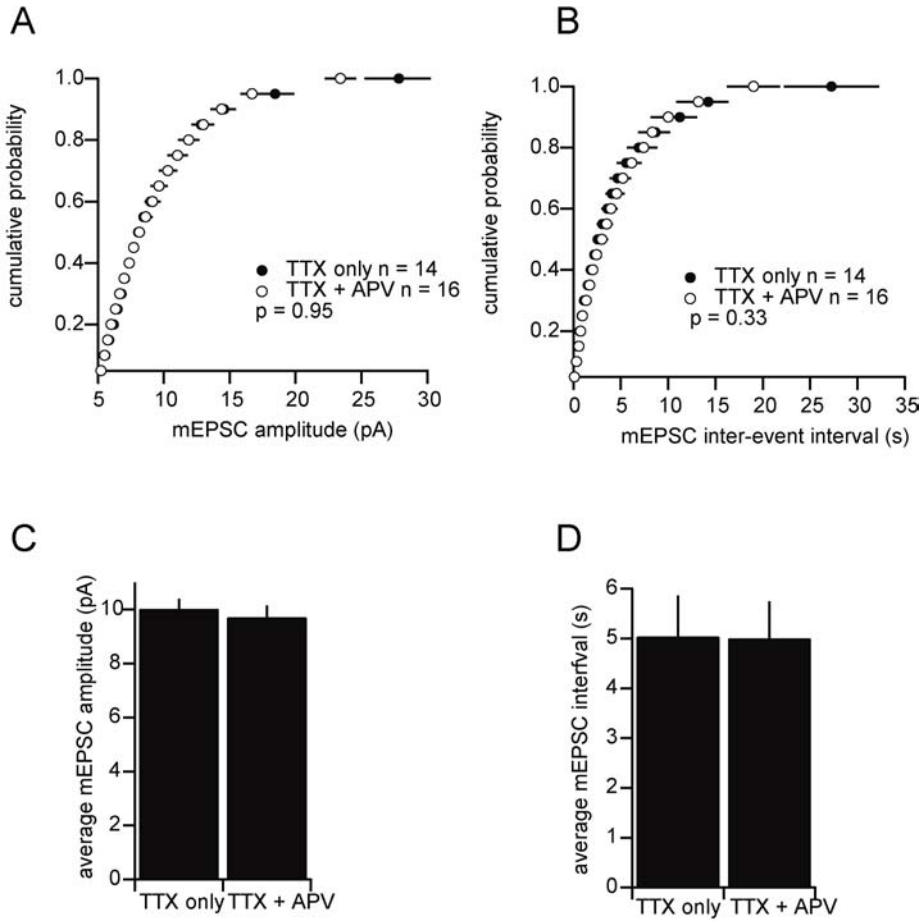 A
cumulative probability
1.0
0.8
0.6
0.4
0.2
TTX only n = 14
TTX + APV n = 16
p = 0.95
5 10 15 20 25 30
mEPSC amplitude (pA)
B
cumulative probability
1.0
0.8
0.6
0.4
0.2
TTX only n = 14
TTX + APV n = 16
p = 0.33
0 5 10 15 20 25 30 35
mEPSC inter-event interval (s)
C
average mEPSC amplitude (pA)
10
8
6
4
2
0
TTX only TTX + APV
D
average mEPSC interfval (s)
6
5
4
3
2
1
0
TTX only TTX + APV